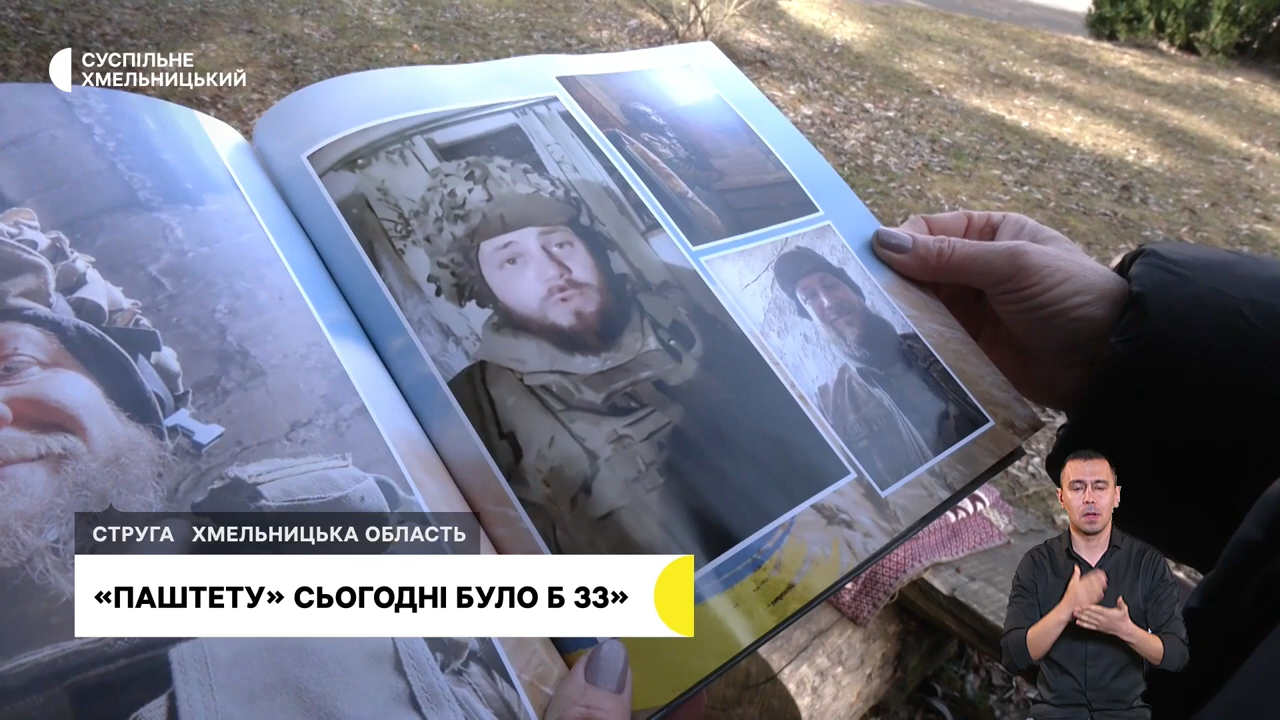 СУСПІЛЬНЕ
ХМЕЛЬНИЦЬКИЙ
СТРУГА ХМЕЛЬНИЦЬКА ОБЛАСТЬ
«ПАШТЕТУ» СЬОГОДНІ БУЛО Б 33»